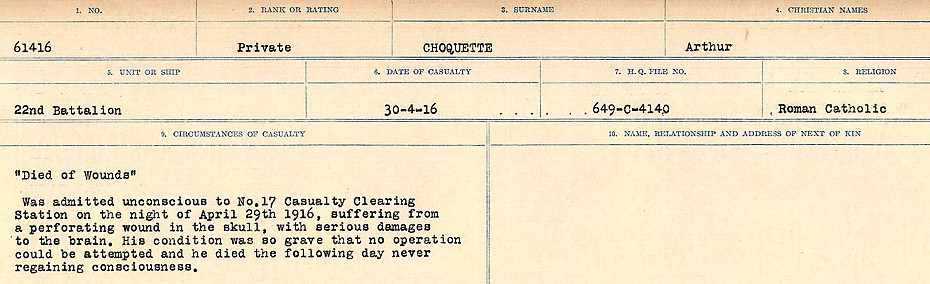 1. NO. 2. RANK OR RATING 3. SURNAME 4. CHRISTIAN NAMES
61416 Private CHOQUETTE Arthur
5. UNIT OR SHIP 6. DATE OF CASUALTY 7. H. Q. FILE NO. 8. RELIGION
22nd Battalion 30-4-16 . . . . . . 649-C-4140 Roman Catholic
9. CIRCUMSTANCES OF CASUALTY 10. NAME, RELATIONSHIP AND ADDRESS OF NEXT OF KIN
"Died of Wounds"
Was admitted unconscious to No.17 Casualty Clearing
Station on the night of April 29th 1916, suffering from
a perforating wound in the skull, with serious damages
to the brain. His condition was so grave that no operation
could be attempted and he died the following day never
regaining consciousness.